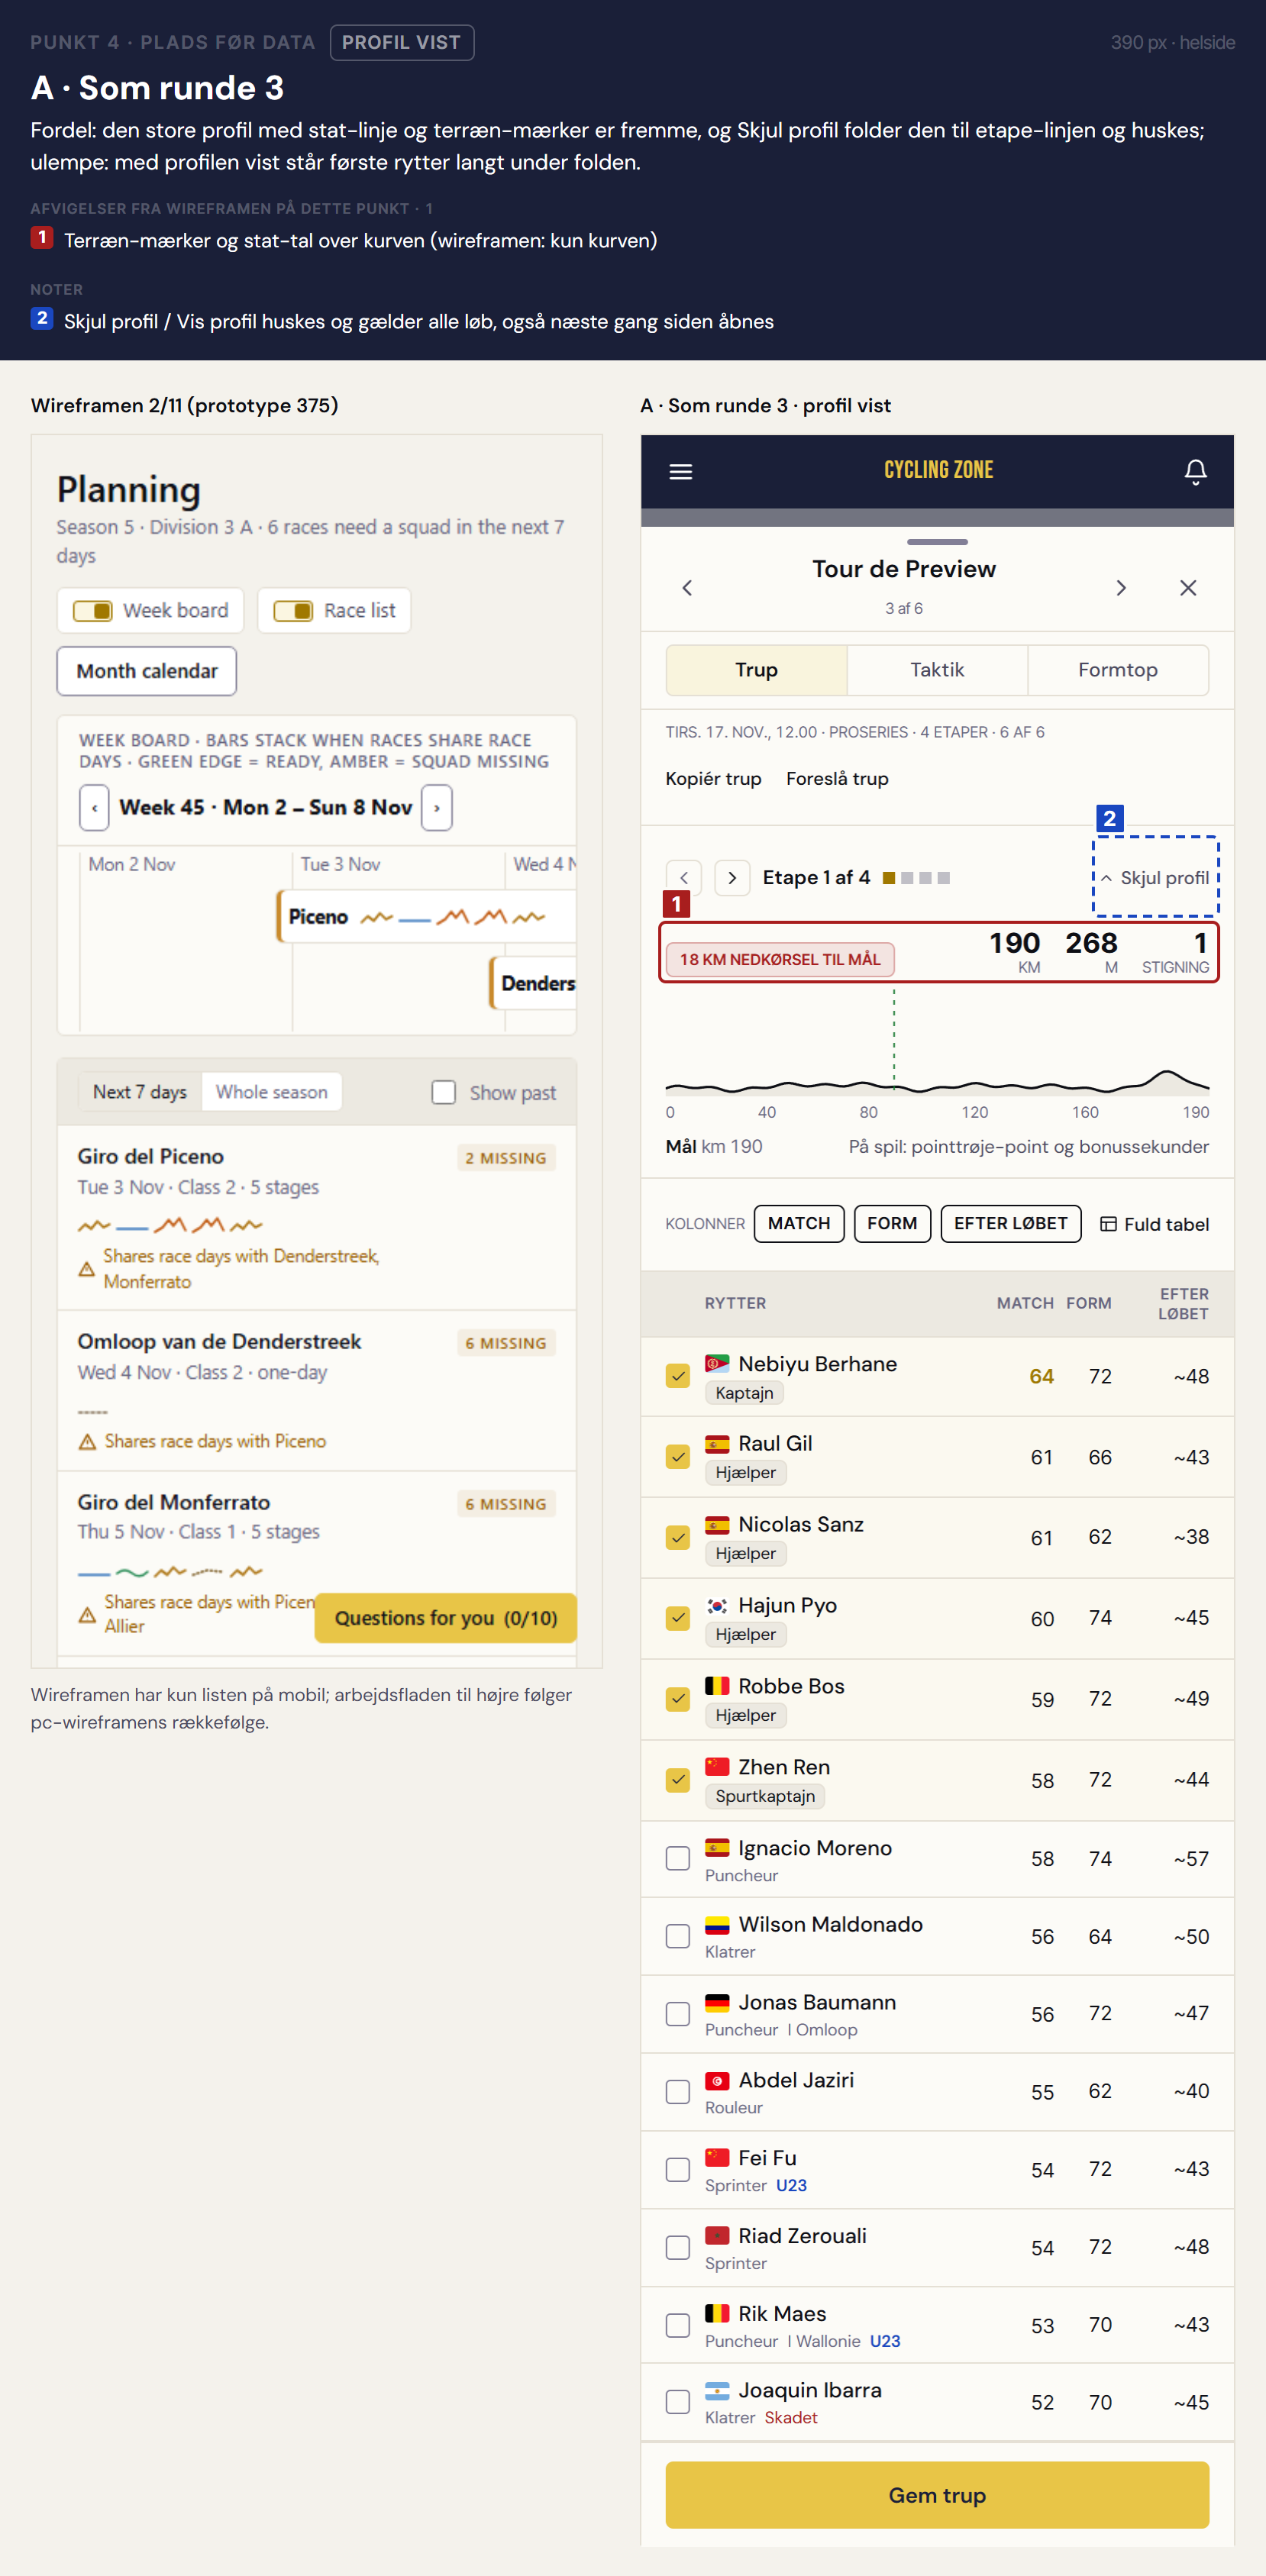 PUNKT 4 · PLADS FØR DATA PROFIL VIST 390 px · helside
A · Som runde 3
Fordel: den store profil med stat-linje og terræn-mærker er fremme, og Skjul profil folder den til etape-linjen og huskes;
ulempe: med profilen vist står første rytter langt under folden.
AFVIGELSER FRA WIREFRAMEN PÅ DETTE PUNKT · 1
1 Terræn-mærker og stat-tal over kurven (wireframen: kun kurven)
NOTER
2 Skjul profil / Vis profil huskes og gælder alle løb, også næste gang siden åbnes
Wireframen 2/11 (prototype 375)
Planning
Season 5 · Division 3 A · 6 races need a squad in the next 7
days
Week board Race list
Month calendar
WEEK BOARD · BARS STACK WHEN RACES SHARE RACE
DAYS · GREEN EDGE = READY, AMBER = SQUAD MISSING
‹ Week 45 · Mon 2 – Sun 8 Nov ›
Mon 2 Nov Tue 3 Nov Wed 4 N
Piceno
Denders
Next 7 days Whole season Show past
Giro del Piceno 2 MISSING
Tue 3 Nov · Class 2 · 5 stages
Shares race days with Denderstreek,
Monferrato
Omloop van de Denderstreek 6 MISSING
Wed 4 Nov · Class 2 · one-day
Shares race days with Piceno
Giro del Monferrato 6 MISSING
Thu 5 Nov · Class 1 · 5 stages
Shares race days with Picen
Allier
Questions for you (0/10)
Wireframen har kun listen på mobil; arbejdsfladen til højre følger
pc-wireframens rækkefølge.
A · Som runde 3 · profil vist
CYCLING ZONE
Tour de Preview
3 af 6
Trup Taktik Formtop
TIRS. 17. NOV., 12.00 · PROSERIES · 4 ETAPER · 6 AF 6
Kopiér trup Foreslå trup
2
Etape 1 af 4 Skjul profil
1
18 KM NEDKØRSEL TIL MÅL 190 268 1
KM M STIGNING
0 40 80 120 160 190
Mål km 190 På spil: pointtrøje-point og bonussekunder
KOLONNER MATCH FORM EFTER LØBET Fuld tabel
RYTTER MATCH FORM EFTER
LØBET
Nebiyu Berhane 64 72 ~48
Kaptajn
Raul Gil 61 66 ~43
Hjælper
Nicolas Sanz 61 62 ~38
Hjælper
Hajun Pyo 60 74 ~45
Hjælper
Robbe Bos 59 72 ~49
Hjælper
Zhen Ren 58 72 ~44
Spurtkaptajn
Ignacio Moreno 58 74 ~57
Puncheur
Wilson Maldonado 56 64 ~50
Klatrer
Jonas Baumann 56 72 ~47
Puncheur I Omloop
Abdel Jaziri 55 62 ~40
Rouleur
Fei Fu 54 72 ~43
Sprinter U23
Riad Zerouali 54 72 ~48
Sprinter
Rik Maes 53 70 ~43
Puncheur I Wallonie U23
Joaquin Ibarra 52 70 ~45
Klatrer Skadet
Gem trup